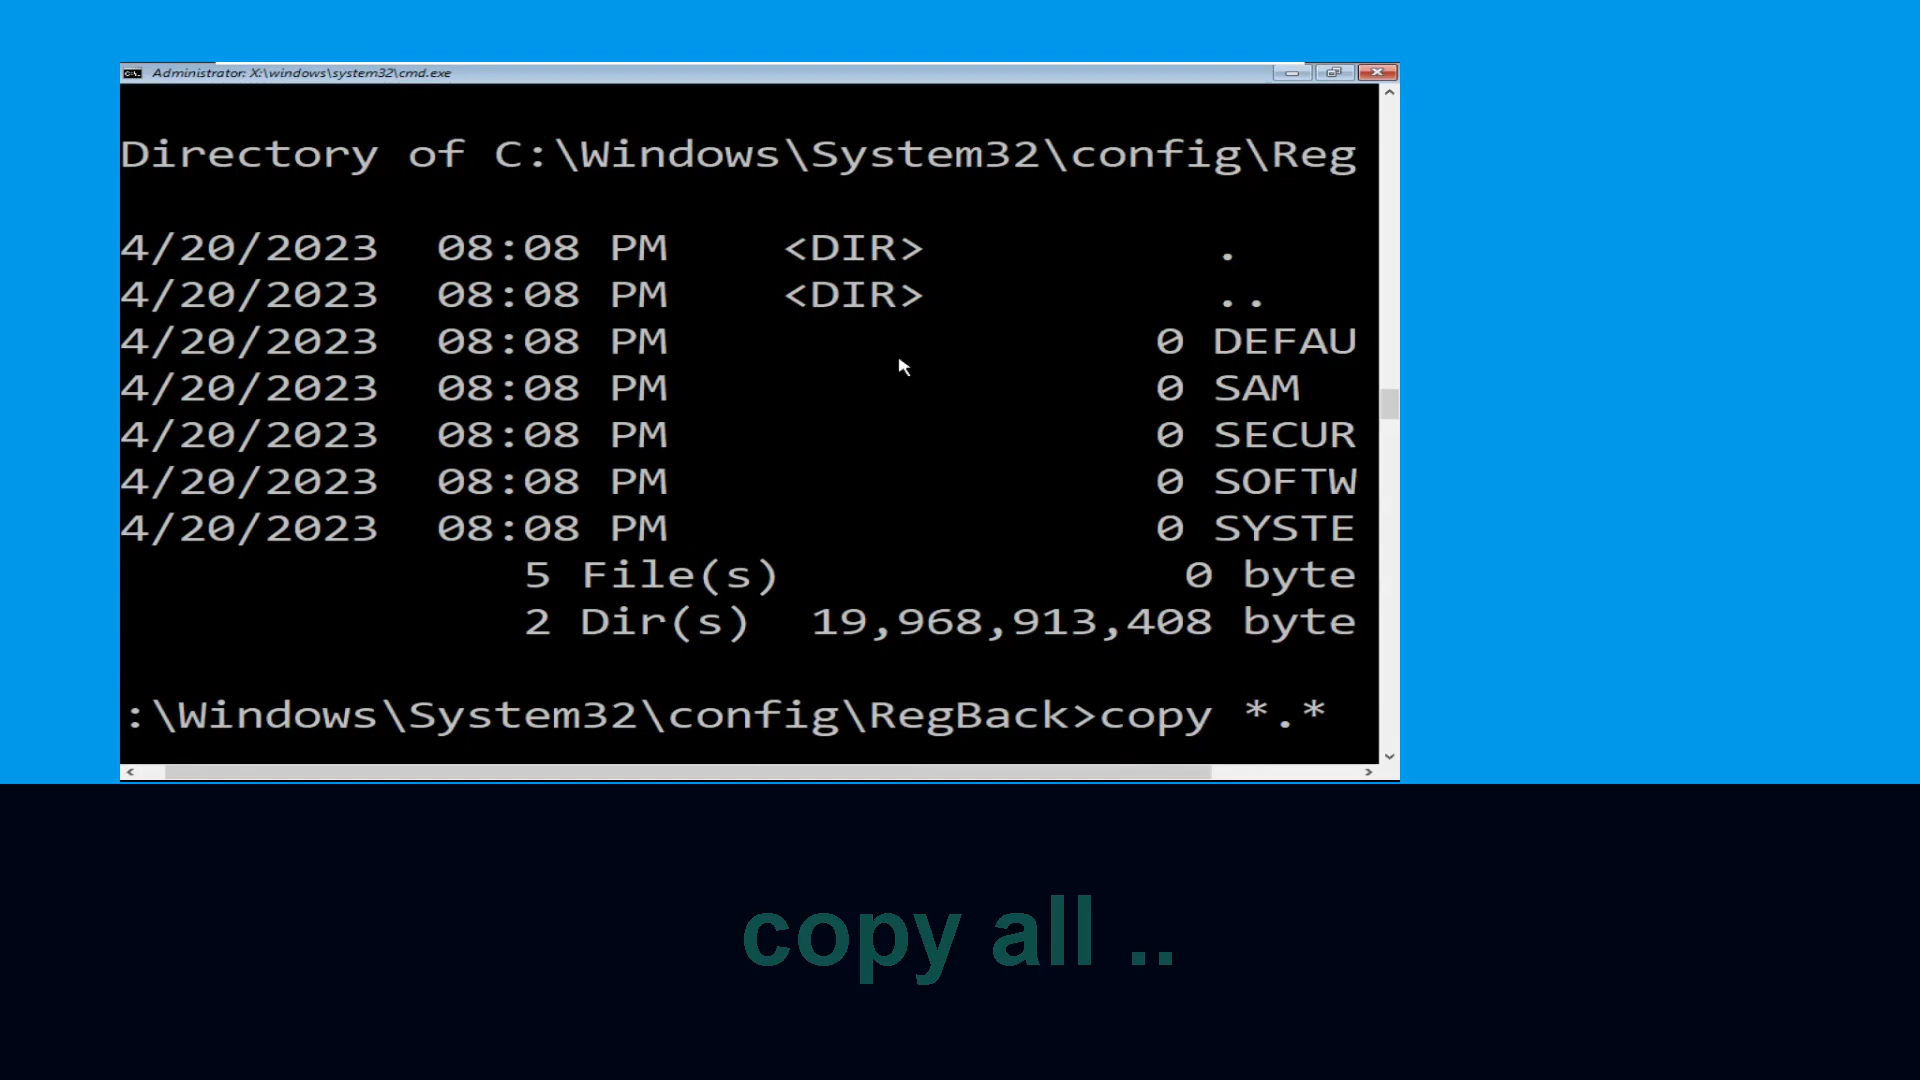 Administrator: X:\windows\system32\cmd.exe
Directory of C:\Windows\System32\config\Reg
4/20/2023 08:08 PM <DIR> .
4/20/2023 08:08 PM <DIR> ..
4/20/2023 08:08 PM 0 DEFAU
4/20/2023 08:08 PM 0 SAM
4/20/2023 08:08 PM 0 SECUR
4/20/2023 08:08 PM 0 SOFTW
4/20/2023 08:08 PM 0 SYSTE
5 File(s) 0 byte
2 Dir(s) 19,968,913,408 byte
:\Windows\System32\config\RegBack>copy *.*
copy all ..